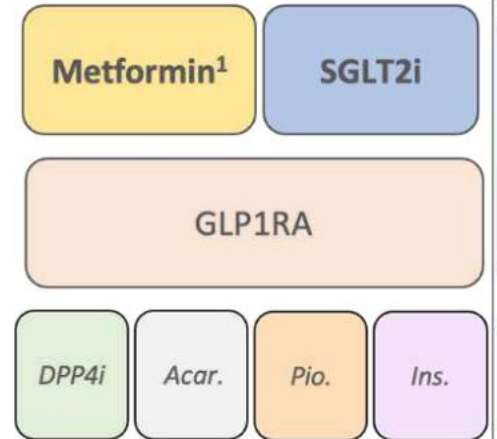 Metformin¹ SGLT2i
GLP1RA
DPP4i Acar. Pio. Ins.